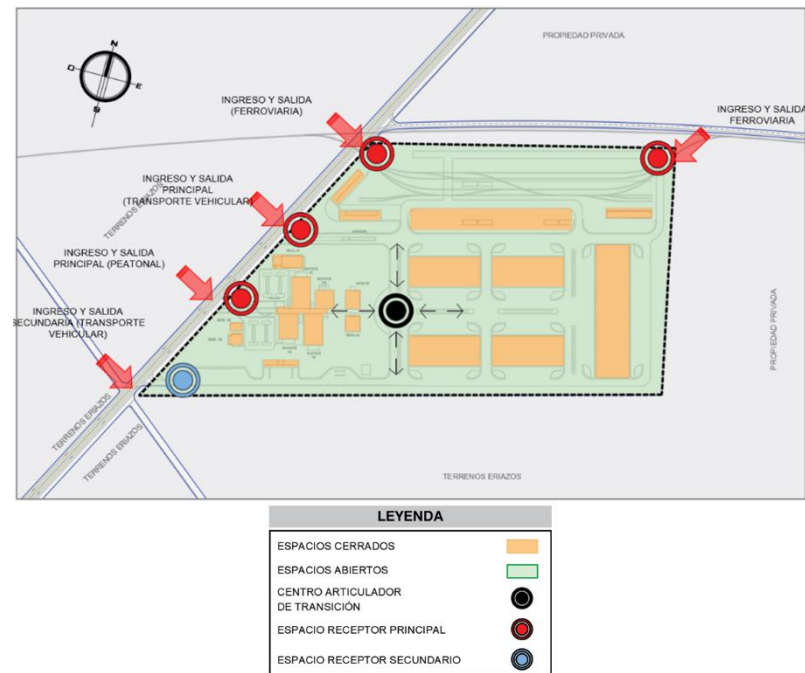 PROPIEDAD PRIVADA
N
O
E
S
INGRESO Y SALIDA
(FERROVIARIA)
INGRESO Y SALIDA
FERROVIARIA
INGRESO Y SALIDA
PRINCIPAL
(TRANSPORTE VEHICULAR)
TERRENOS ERIAZOS
INGRESO Y SALIDA
PRINCIPAL (PEATONAL)
INGRESO Y SALIDA
SECUNDARIA (TRANSPORTE
VEHICULAR)
PROPIEDAD PRIVADA
TERRENOS ERIAZOS
TERRENOS ERIAZOS
TERRENOS ERIAZOS
LEYENDA
ESPACIOS CERRADOS
ESPACIOS ABIERTOS
CENTRO ARTICULADOR
DE TRANSICIÓN
ESPACIO RECEPTOR PRINCIPAL
ESPACIO RECEPTOR SECUNDARIO